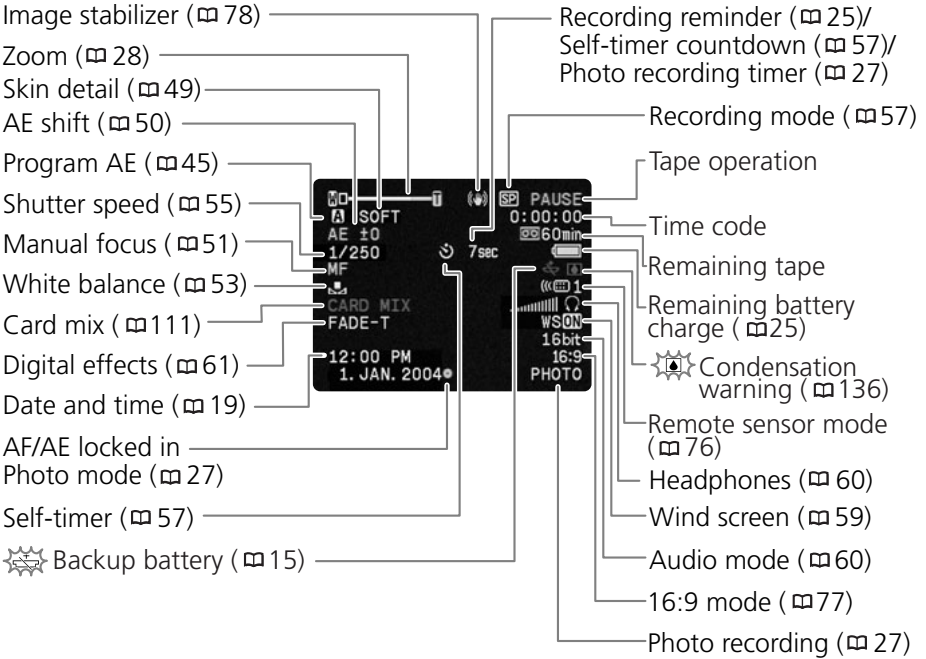 Image stabilizer (78)
Zoom (28)
Skin detail (49)
AE shift (50)
Program AE (45)
Shutter speed (55)
Manual focus (51)
White balance (53)
Card mix (111)
Digital effects (61)
Date and time (19)
AF/AE locked in
Photo mode (27)
Self-timer (57)
Backup battery (15)
W T SP PAUSE
A SOFT 0:00:00
AE ±0 60min
1/250 7sec
MF
1
CARD MIX
FADE-T WS ON
16bit
12:00 PM 16:9
1. JAN. 2004 PHOTO
Recording reminder (25)/
Self-timer countdown (57)/
Photo recording timer (27)
Recording mode (57)
Tape operation
Time code
Remaining tape
Remaining battery
charge (25)
Condensation
warning (136)
Remote sensor mode
(76)
Headphones (60)
Wind screen (59)
Audio mode (60)
16:9 mode (77)
Photo recording (27)